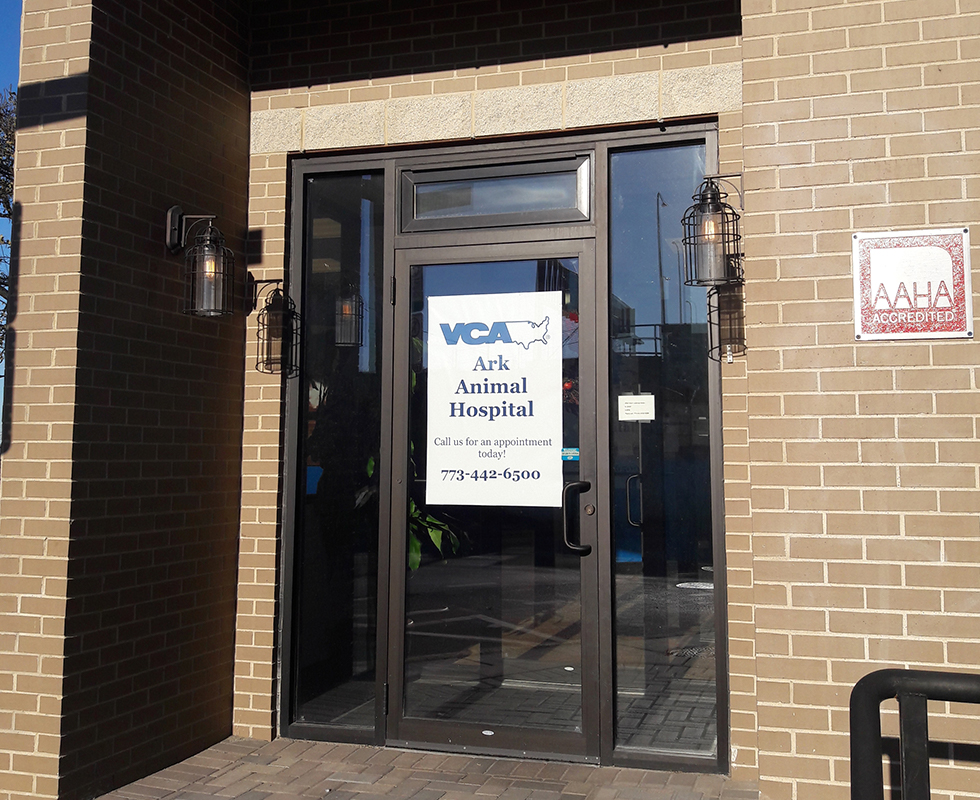 VCA
Ark
Animal
Hospital
Call us for an appointment
today!
773-442-6500
AAHA
ACCREDITED